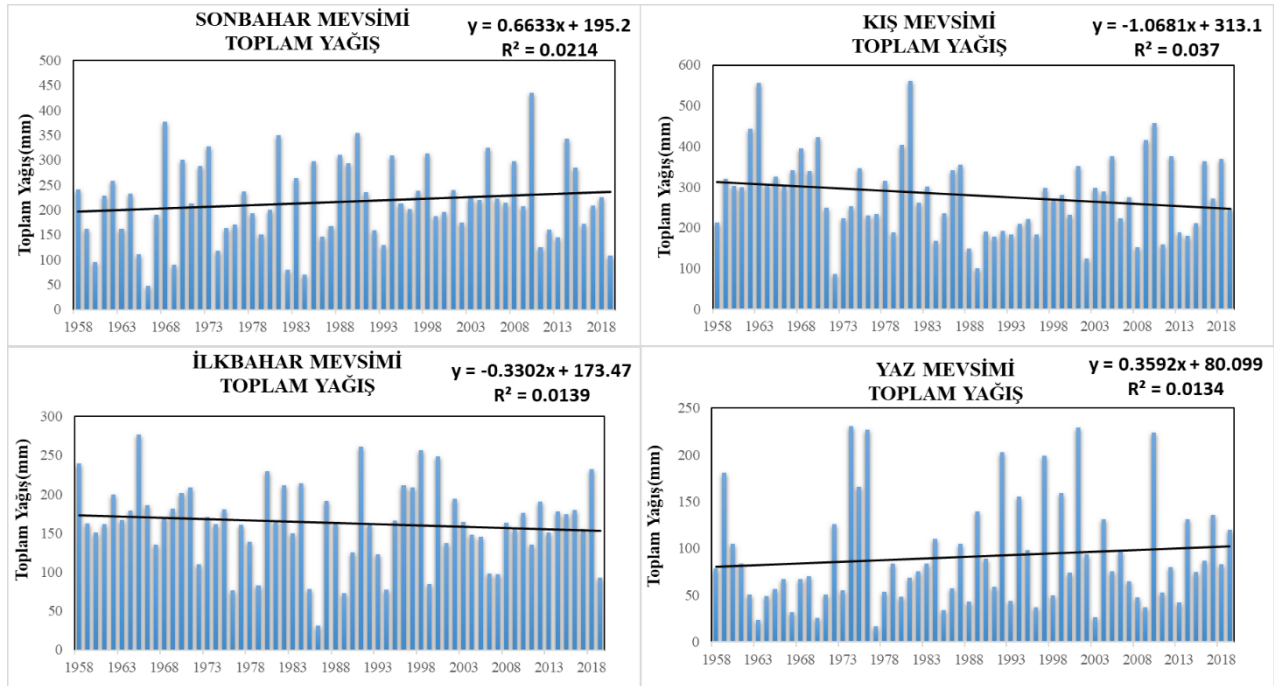 SONBAHAR MEVSİMİ
TOPLAM YAĞIŞ
y = 0.6633x + 195.2
R² = 0.0214
Toplam Yağış(mm)
500
450
400
350
300
250
200
150
100
50
0
1958 1963 1968 1973 1978 1983 1988 1993 1998 2003 2008 2013 2018
KIŞ MEVSİMİ
TOPLAM YAĞIŞ
y = -1.0681x + 313.1
R² = 0.037
Toplam Yağış(mm)
600
500
400
300
200
100
0
1958 1963 1968 1973 1978 1983 1988 1993 1998 2003 2008 2013 2018
İLKBAHAR MEVSİMİ
TOPLAM YAĞIŞ
y = -0.3302x + 173.47
R² = 0.0139
Toplam Yağış(mm)
300
250
200
150
100
50
0
1958 1963 1968 1973 1978 1983 1988 1993 1998 2003 2008 2013 2018
YAZ MEVSİMİ
TOPLAM YAĞIŞ
y = 0.3592x + 80.099
R² = 0.0134
Toplam Yağış(mm)
250
200
150
100
50
0
1958 1963 1968 1973 1978 1983 1988 1993 1998 2003 2008 2013 2018